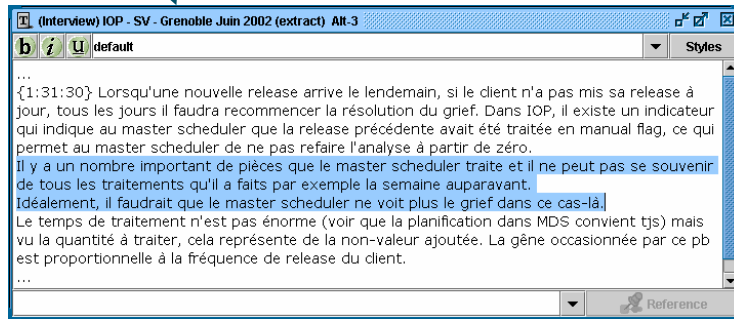 (Interview) IOP - SV - Grenoble Juin 2002 (extract) Alt-3
b i u default Styles
...
{1:31:30} Lorsqu'une nouvelle release arrive le lendemain, si le client n'a pas mis sa release à
jour, tous les jours il faudra recommencer la résolution du grief. Dans IOP, il existe un indicateur
qui indique au master scheduler que la release précédente avait été traitée en manual flag, ce qui
permet au master scheduler de ne pas refaire l'analyse à partir de zéro.
Il y a un nombre important de pièces que le master scheduler traite et il ne peut pas se souvenir
de tous les traitements qu'il a faits par exemple la semaine auparavant.
Idéalement, il faudrait que le master scheduler ne voit plus le grief dans ce cas-là.
Le temps de traitement n'est pas énorme (voir que la planification dans MDS convient tjs) mais
vu la quantité à traiter, cela représente de la non-valeur ajoutée. La gêne occasionnée par ce pb
est proportionnelle à la fréquence de release du client.
...
Reference